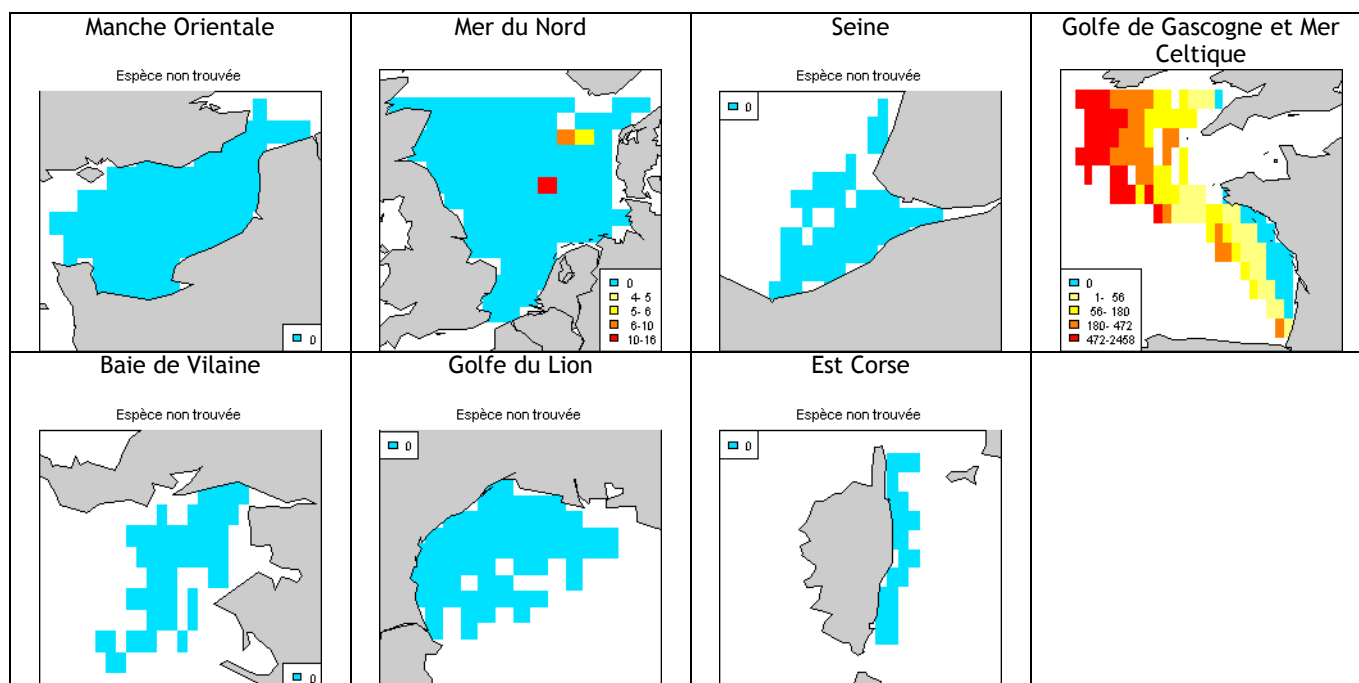 Manche Orientale
Espèce non trouvée
0
Mer du Nord
0
4- 5
5- 6
6-10
10-16
Seine
Espèce non trouvée
0
Golfe de Gascogne et Mer
Celtique
0
1- 56
56- 180
180- 472
472-2458
Baie de Vilaine
Espèce non trouvée
0
Golfe du Lion
Espèce non trouvée
0
Est Corse
Espèce non trouvée
0